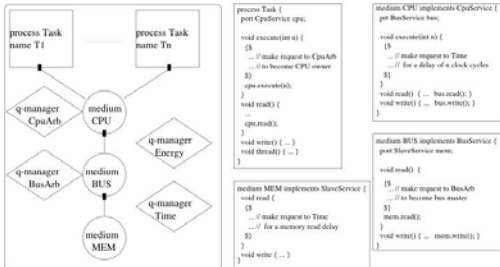 process Task
name T1
process Task
name Tn
q-manager
CpuArb
medium
CPU
q-manager
Energy
q-manager
BusArb
medium
BUS
q-manager
Time
medium
MEM
process Task {
port CpuService cpu;
void execute(int n) {
{$
... // make request to CpuArb
... // to become CPU owner
$}
cpu.execute(n);
}
void read() {
...
cpu.read();
}
void write() { ... }
void thread() { ... }
}
medium MEM implements SlaveService {
void read {
{$
... // make request to Time
... // for a memory read delay
$}
}
void write { ... }
}
medium CPU implements CpuService {
BusService bus;
void execute(int n) {
{$
... // make request to Time
... // for a delay of n clock cycles
$}
}
void read() { ... bus.read(); }
void write() { ... bus.write(); }
}
medium BUS implements BusService {
port SlaveService mem;
void read() {
{$
... // make request to BusArb
... // to become bus master
$}
mem.read();
}
void write() { ... mem.write(); }
}